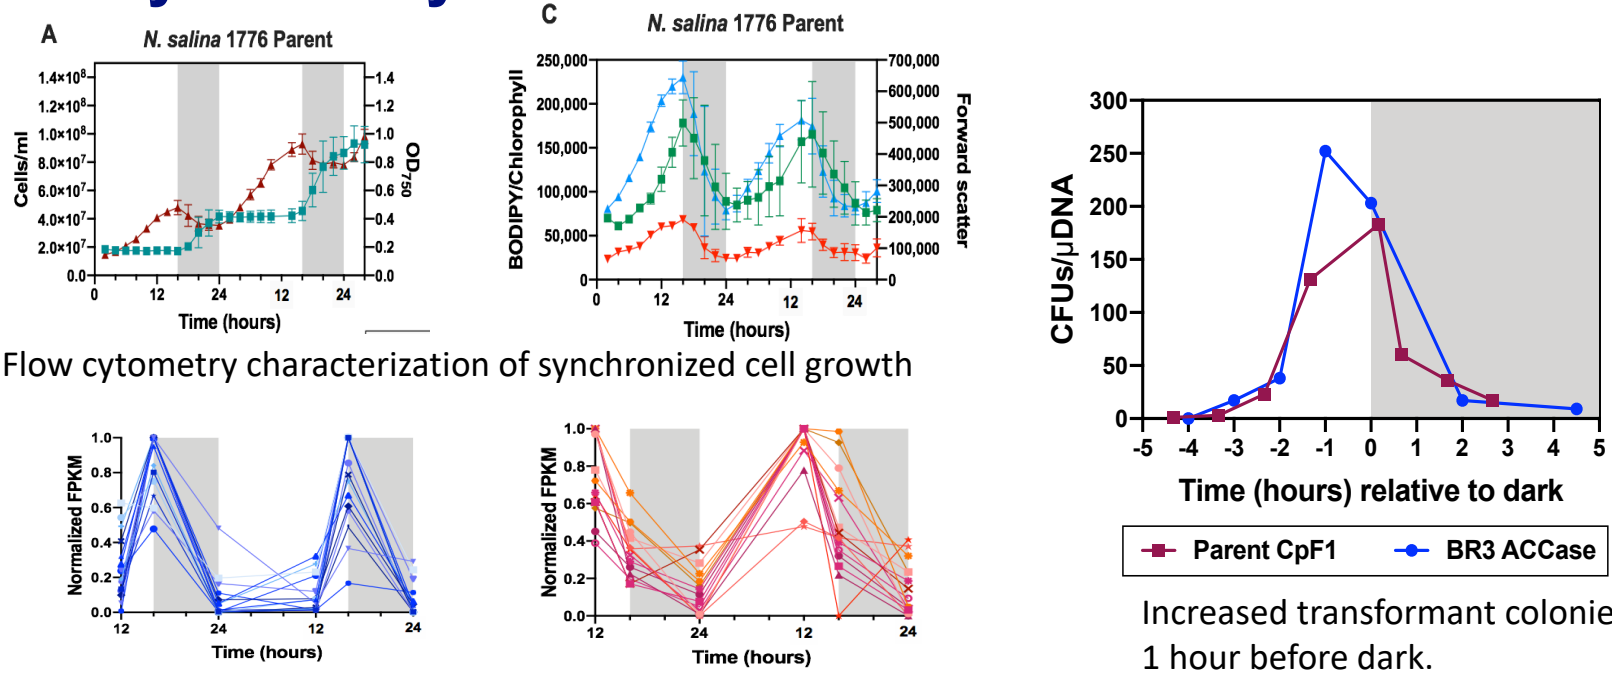 A
N. salina 1776 Parent
1.4×10⁸
1.2×10⁸
1.0×10⁸
8.0×10⁷
6.0×10⁷
4.0×10⁷
2.0×10⁷
0.0
Cells/ml
1.4
1.2
1.0
0.8
0.6
0.4
0.2
0.0
OD750
0 12 24 12 24
Time (hours)
C
N. salina 1776 Parent
250,000
200,000
150,000
100,000
50,000
0
BODIPY/Chlorophyll
700,000
600,000
500,000
400,000
300,000
200,000
100,000
0
Forward scatter
0 12 24 12 24
Time (hours)
Flow cytometry characterization of synchronized cell growth
1.0
0.8
0.6
0.4
0.2
0.0
Normalized FPKM
12 24 12 24
Time (hours)
1.0
0.8
0.6
0.4
0.2
0.0
Normalized FPKM
12 24 12 24
Time (hours)
300
250
200
150
100
50
0
CFUs/μDNA
-5 -4 -3 -2 -1 0 1 2 3 4 5
Time (hours) relative to dark
Parent CpF1 BR3 ACCase
Increased transformant colonie
1 hour before dark.